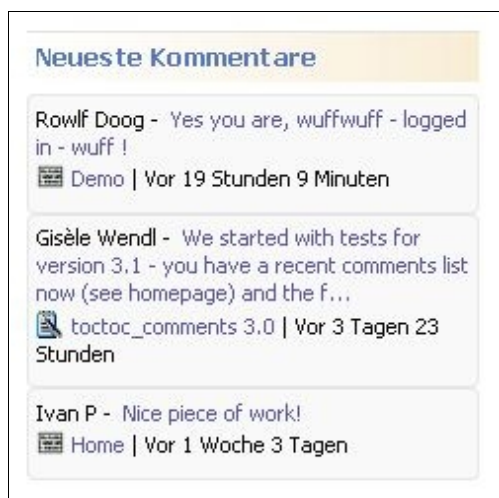 Neueste Kommentare
Rowlf Doog - Yes you are, wuffwuff - logged
in - wuff !
Demo | Vor 19 Stunden 9 Minuten
Gisèle Wendl - We started with tests for
version 3.1 - you have a recent comments list
now (see homepage) and the f...
toctoc_comments 3.0 | Vor 3 Tagen 23
Stunden
Ivan P - Nice piece of work!
Home | Vor 1 Woche 3 Tagen